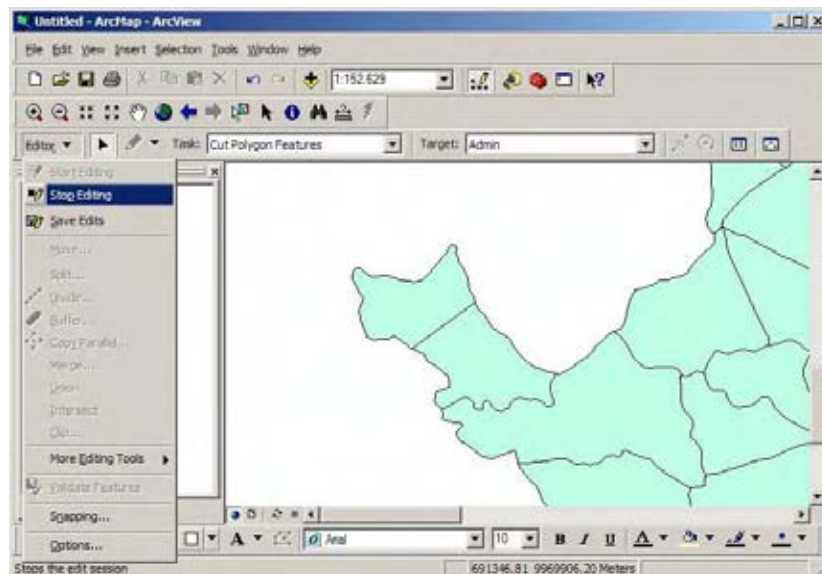 Untitled - ArcMap - ArcView
File Edit View Insert Selection Tools Window Help
1:152.629
Editor Task: Cut Polygon Features Target: Admin
Start Editing
Stop Editing
Save Edits
Move...
Split...
Divide...
Buffer...
Copy Parallel...
Merge...
Union
Intersect
Clip...
More Editing Tools
Validate Features
Snapping...
Options...
A Arial 10 B I U A
Stops the edit session 691346.81 9969906.20 Meters